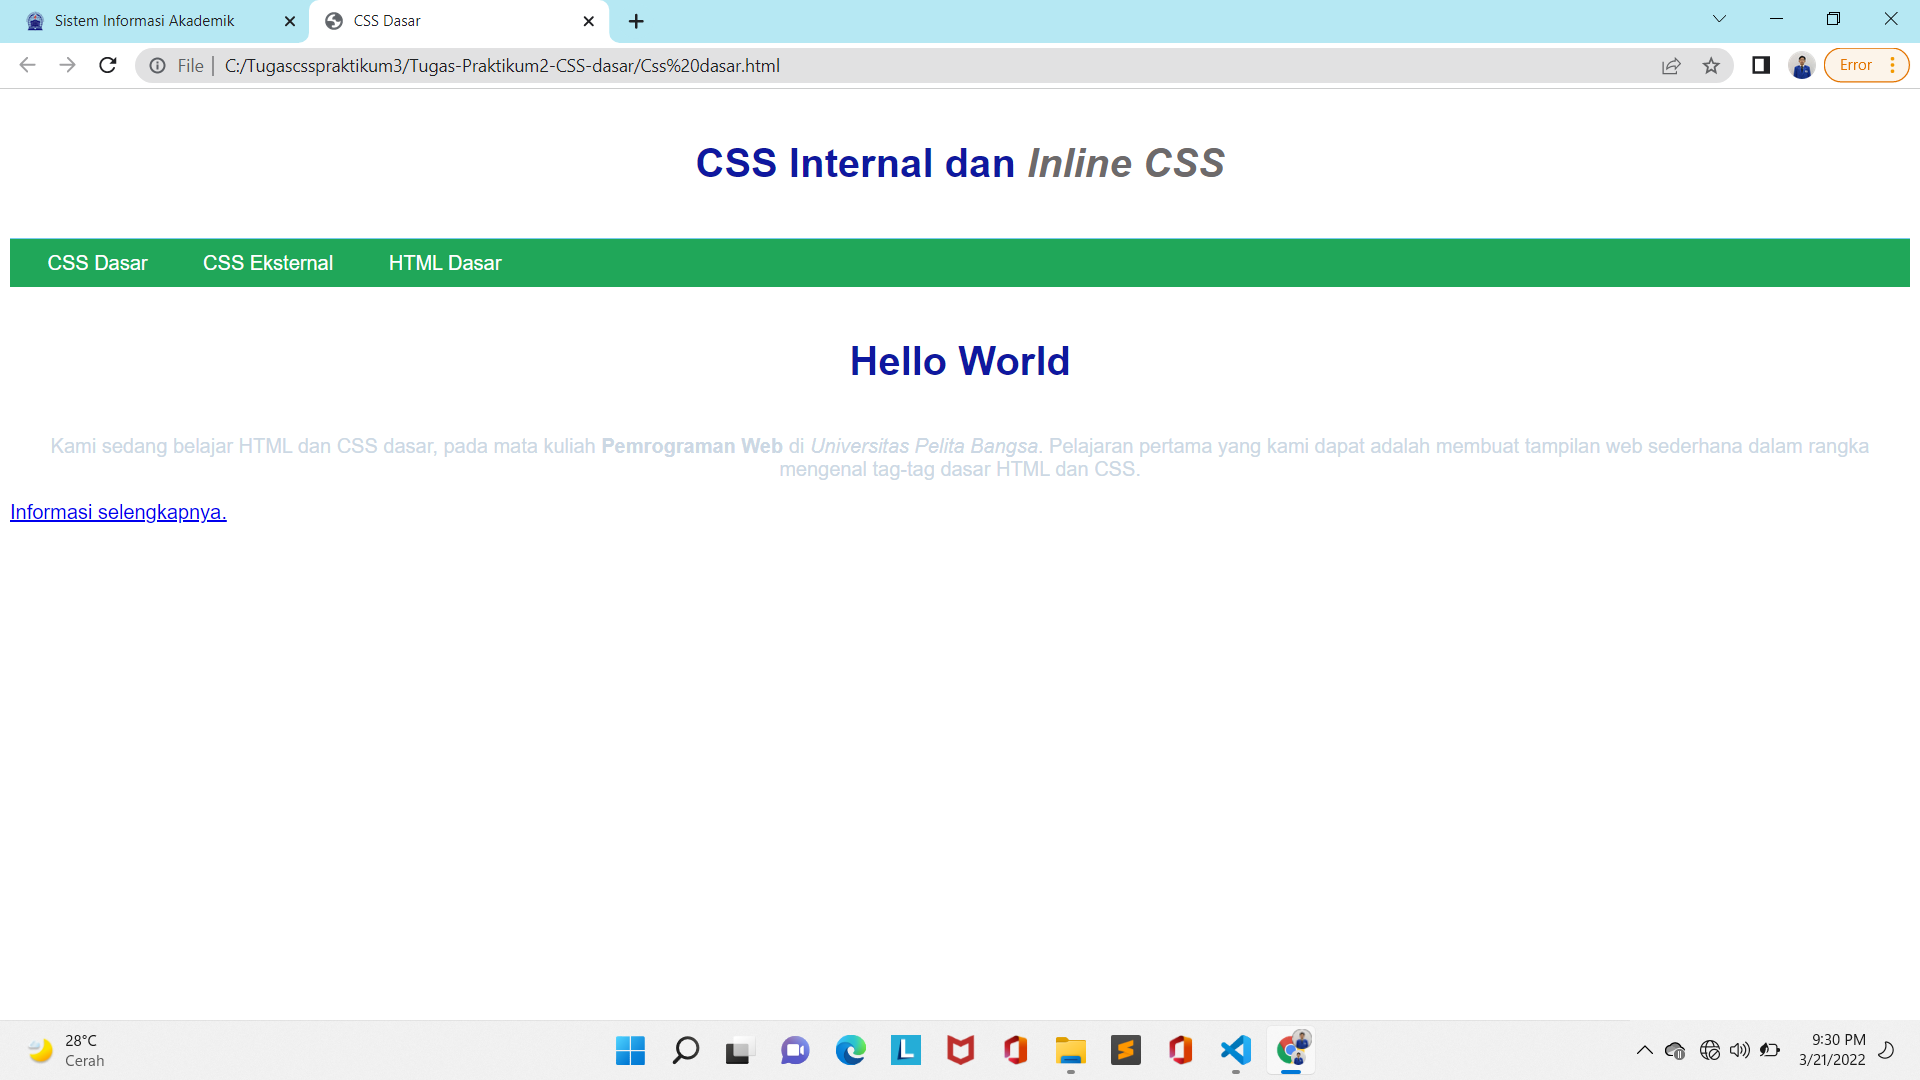 Sistem Informasi Akademik
CSS Dasar
File | C:/Tugascsspraktikum3/Tugas-Praktikum2-CSS-dasar/Css%20dasar.html
Error
CSS Internal dan Inline CSS
CSS Dasar
CSS Eksternal
HTML Dasar
Hello World
Kami sedang belajar HTML dan CSS dasar, pada mata kuliah Pemrograman Web di Universitas Pelita Bangsa. Pelajaran pertama yang kami dapat adalah membuat tampilan web sederhana dalam rangka
mengenal tag-tag dasar HTML dan CSS.
Informasi selengkapnya.
28°C
Cerah
L
9:30 PM
3/21/2022